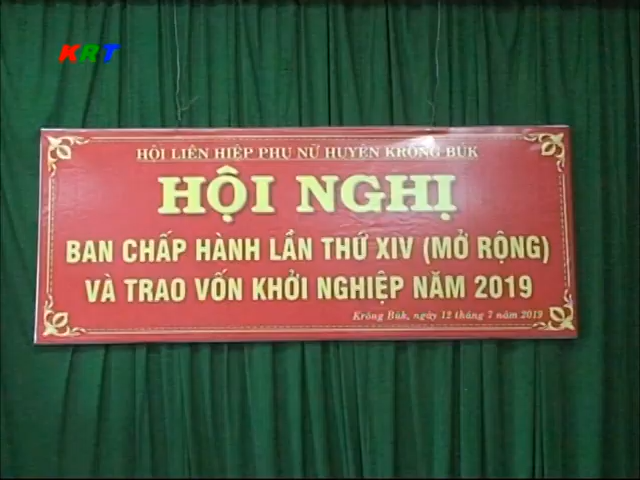 KRT
HỘI LIÊN HIỆP PHỤ NỮ HUYỆN KRÔNG BÚK
HỘI NGHỊ
BAN CHẤP HÀNH LẦN THỨ XIV (MỞ RỘNG)
VÀ TRAO VỐN KHỞI NGHIỆP NĂM 2019
Krông Búk, ngày 12 tháng 7 năm 2019